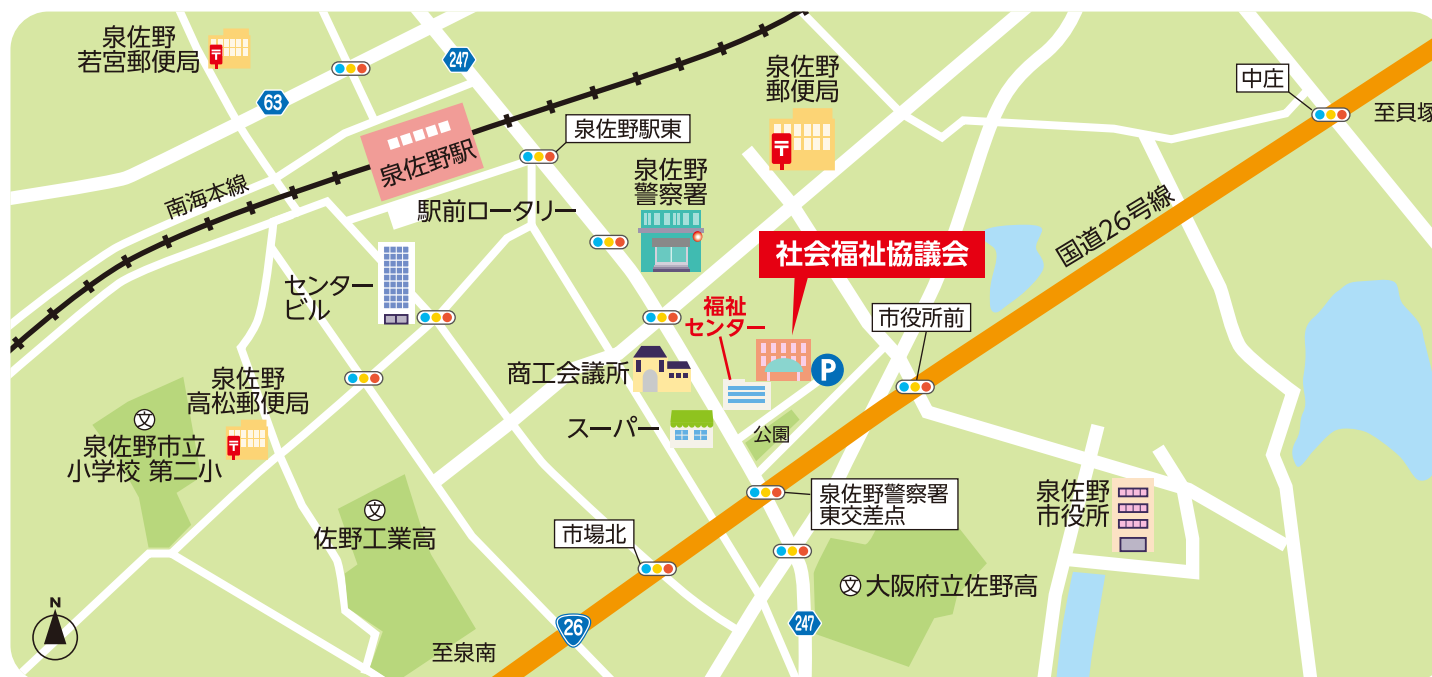 泉佐野
若宮郵便局
247
63
泉佐野駅
南海本線
泉佐野駅東
駅前ロータリー
泉佐野
警察署
泉佐野
郵便局
中庄
至貝塚
国道26号線
社会福祉協議会
福祉
センター
市役所前
P
センター
ビル
商工会議所
スーパー
公園
泉佐野
高松郵便局
文
泉佐野市立
小学校 第二小
文
佐野工業高
市場北
泉佐野警察署
東交差点
泉佐野
市役所
文
大阪府立佐野高
247
26
至泉南
N